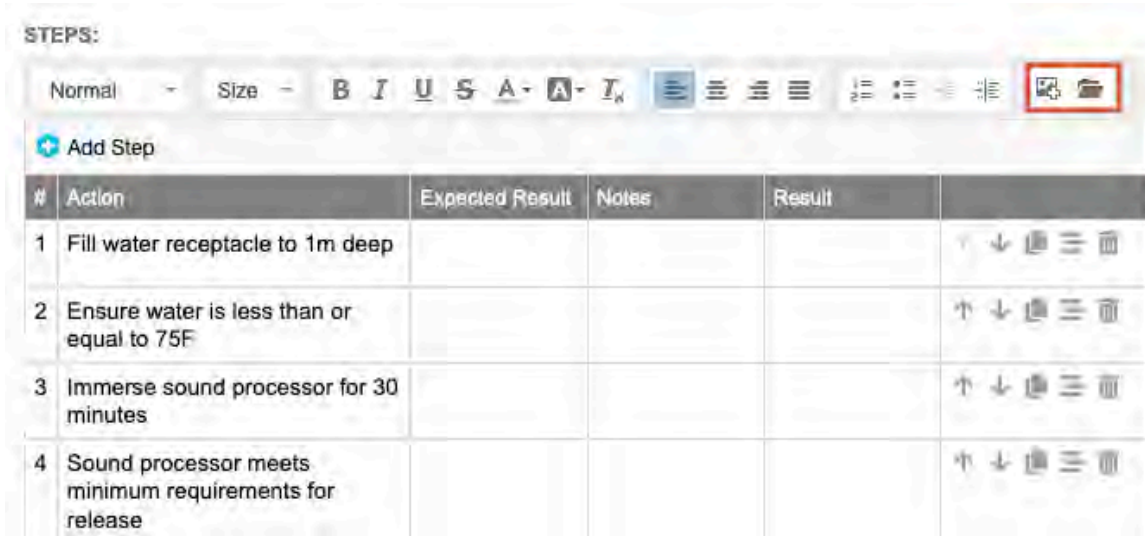 STEPS:
Normal Size B I U S A A Tx
Add Step
# Action Expected Result Notes Result
1 Fill water receptacle to 1m deep
2 Ensure water is less than or
equal to 75F
3 Immerse sound processor for 30
minutes
4 Sound processor meets
minimum requirements for
release